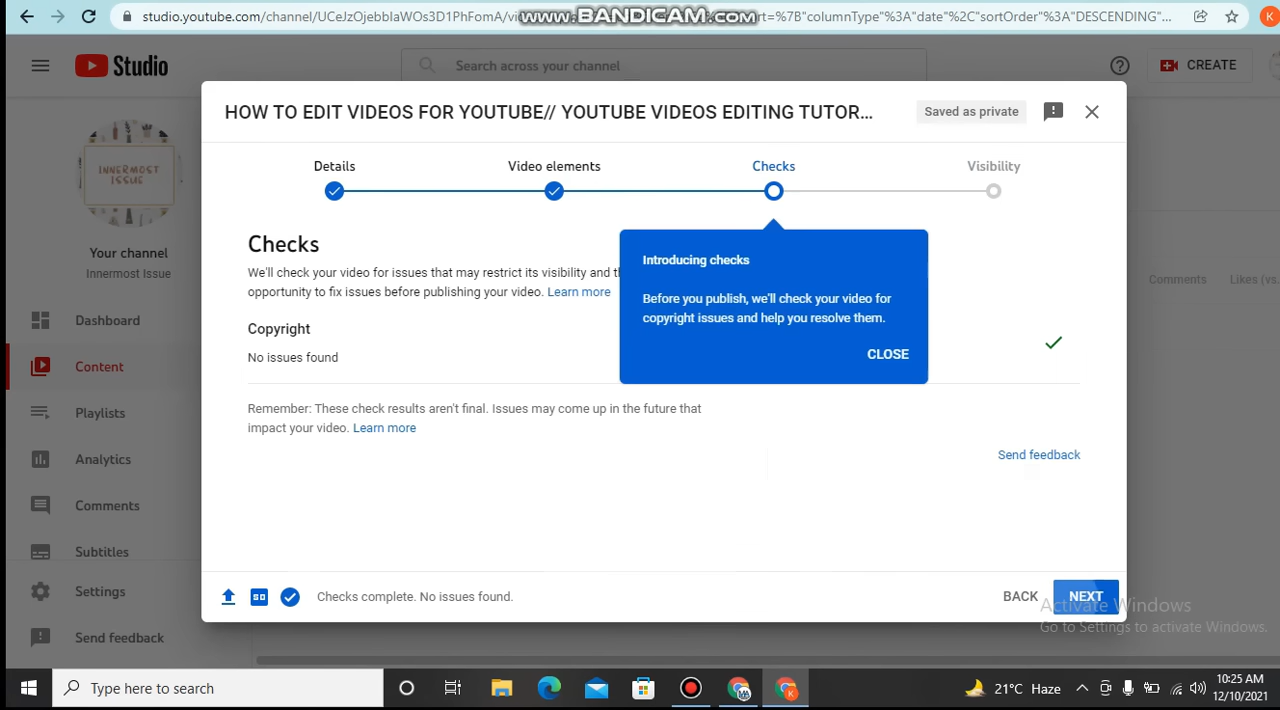 studio.youtube.com/channel/UCeJzOjebbIaWOs3D1PhFomA/vi
www.BANDICAM.com
rt=%7B"columnType"%3A"date"%2C"sortOrder"%3A"DESCENDING"...
K
Studio
Search across your channel
CREATE
HOW TO EDIT VIDEOS FOR YOUTUBE// YOUTUBE VIDEOS EDITING TUTOR...
Saved as private
Details
Video elements
Checks
Visibility
INNERMOST
ISSUE
Your channel
Innermost Issue
Dashboard
Content
Playlists
Analytics
Comments
Subtitles
Settings
Send feedback
Checks
We'll check your video for issues that may restrict its visibility and th
opportunity to fix issues before publishing your video. Learn more
Copyright
No issues found
Introducing checks
Before you publish, we'll check your video for
copyright issues and help you resolve them.
CLOSE
Comments
Likes (vs.
Remember: These check results aren't final. Issues may come up in the future that
impact your video. Learn more
Send feedback
SD
Checks complete. No issues found.
BACK
NEXT
Activate Windows
Go to Settings to activate Windows.
Type here to search
K
21°C Haze
10:25 AM
12/10/2021